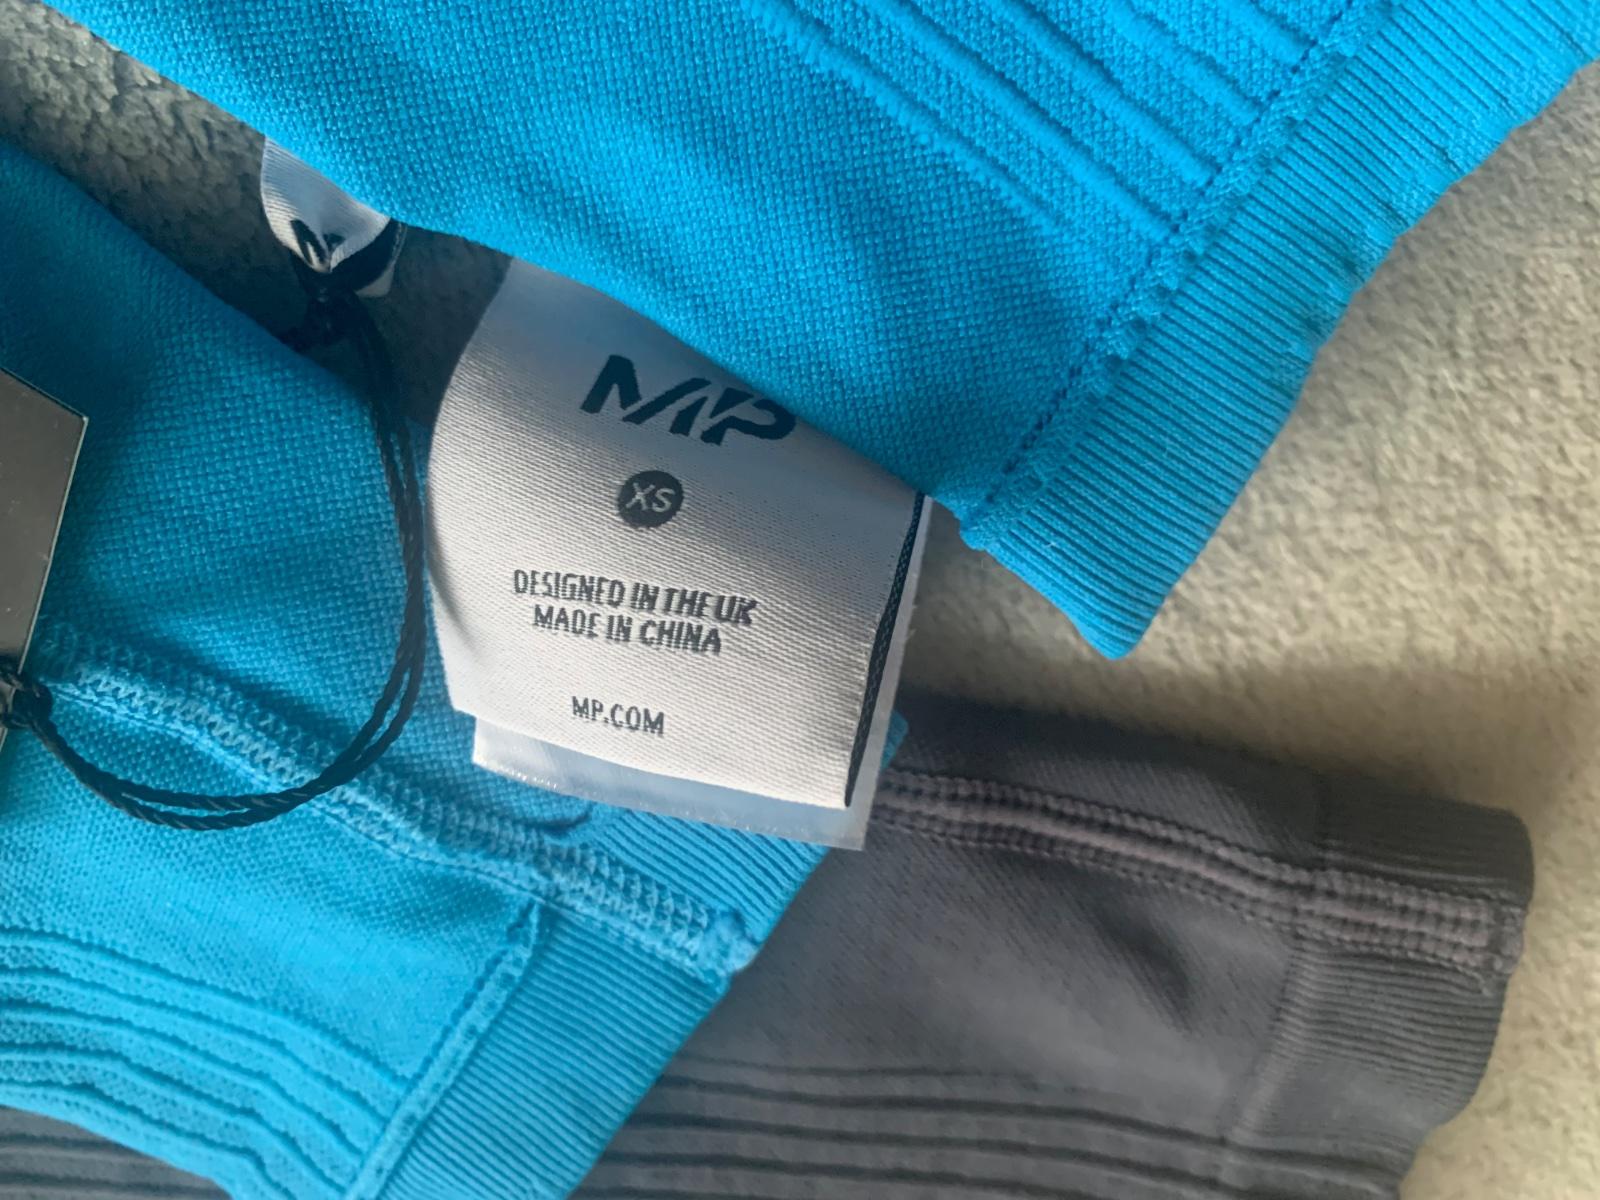 MP
XS
DESIGNED IN THE UK
MADE IN CHINA
MP.COM